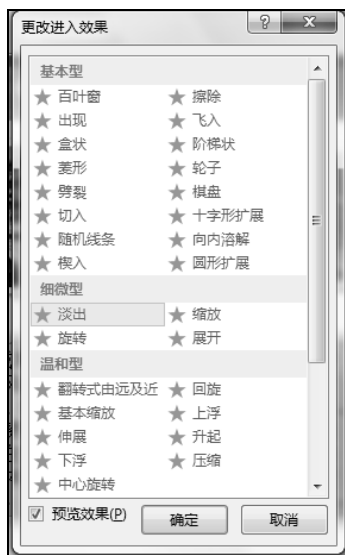 更改进入效果
基本型
百叶窗 擦除
出现 飞入
盒状 阶梯状
菱形 轮子
劈裂 棋盘
切入 十字形扩展
随机线条 向内溶解
楔入 圆形扩展
细微型
淡出 缩放
旋转 展开
温和型
翻转式由远及近 回旋
基本缩放 上浮
伸展 升起
下浮 压缩
中心旋转
预览效果(P) 确定 取消